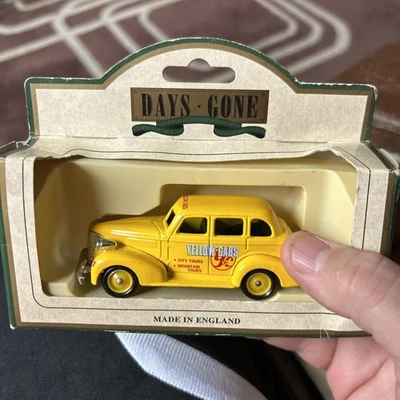 DAYS · GONE
YELLOW CABS
• CITY TOURS
• MOUNTAIN
TOURS
MADE IN ENGLAND